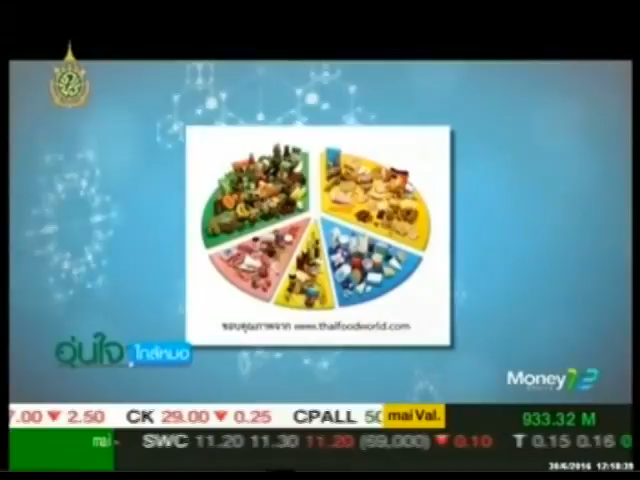 ขอบคุณภาพจาก www.thaifoodworld.com
อุ่นใจ ใกล้หมอ
Money
7.00 ▼ 2.50 CK 29.00 ▼ 0.25 CPALL 50 mai Val. 933.32 M
mai SWC 11.20 11.30 11.20 (69,000) ▼ 0.10 T 0.15 0.16 0
30/6/2016 12:18:39